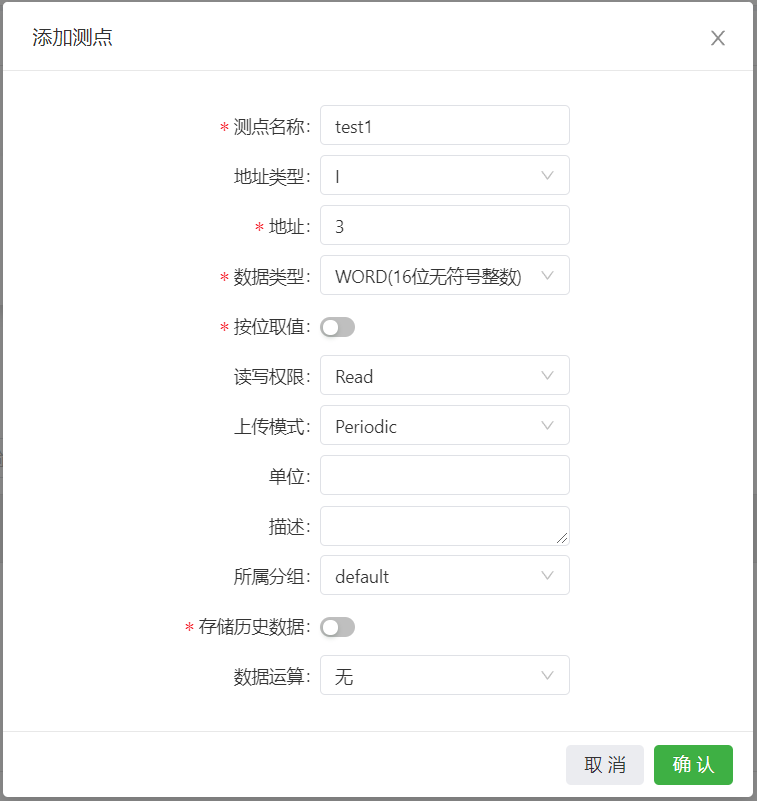 添加测点
* 测点名称: test1
地址类型: I
* 地址: 3
* 数据类型: WORD(16位无符号整数)
* 按位取值:
读写权限: Read
上传模式: Periodic
单位:
描述:
所属分组: default
* 存储历史数据:
数据运算: 无
取 消 确 认